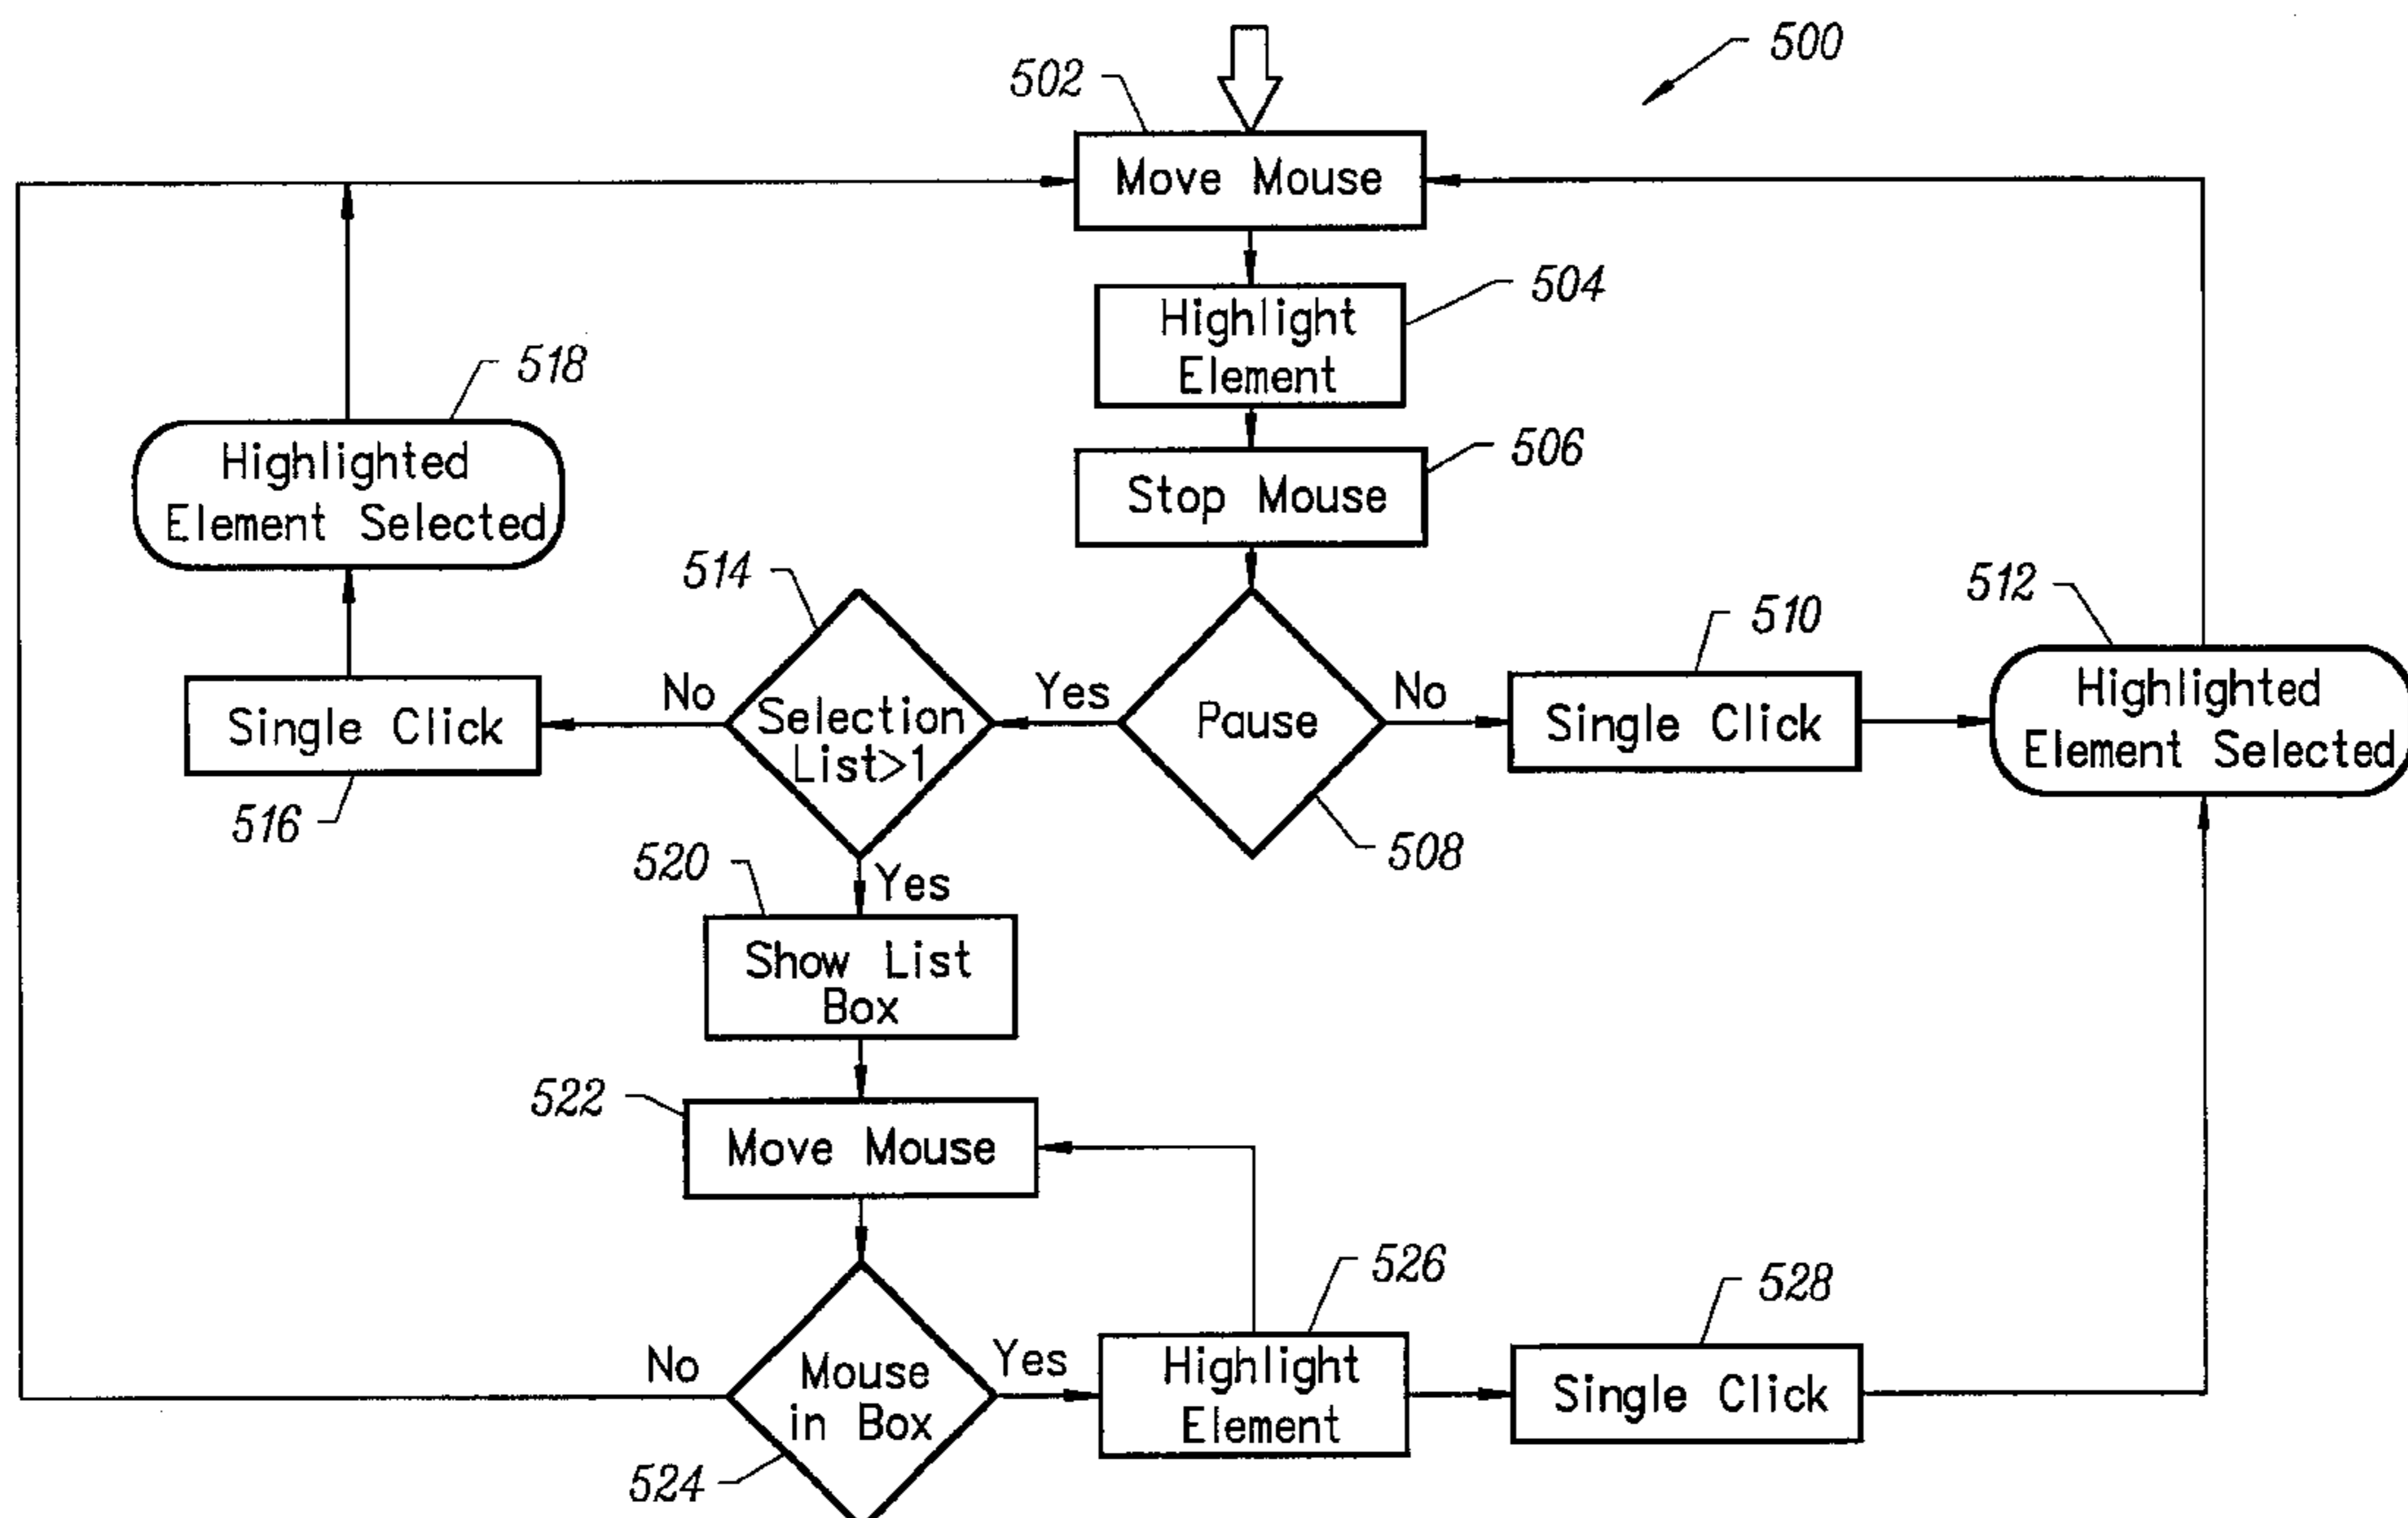 500
502
Move Mouse
504
Highlight
Element
518
506
Highlighted
Element Selected
Stop Mouse
514
512
510
No
Selection
List>1
Yes
Pause
No
Single Click
Single Click
Highlighted
Element Selected
516
508
520
Yes
Show List
Box
522
Move Mouse
526
528
No
Mouse
in Box
Yes
Highlight
Element
Single Click
524